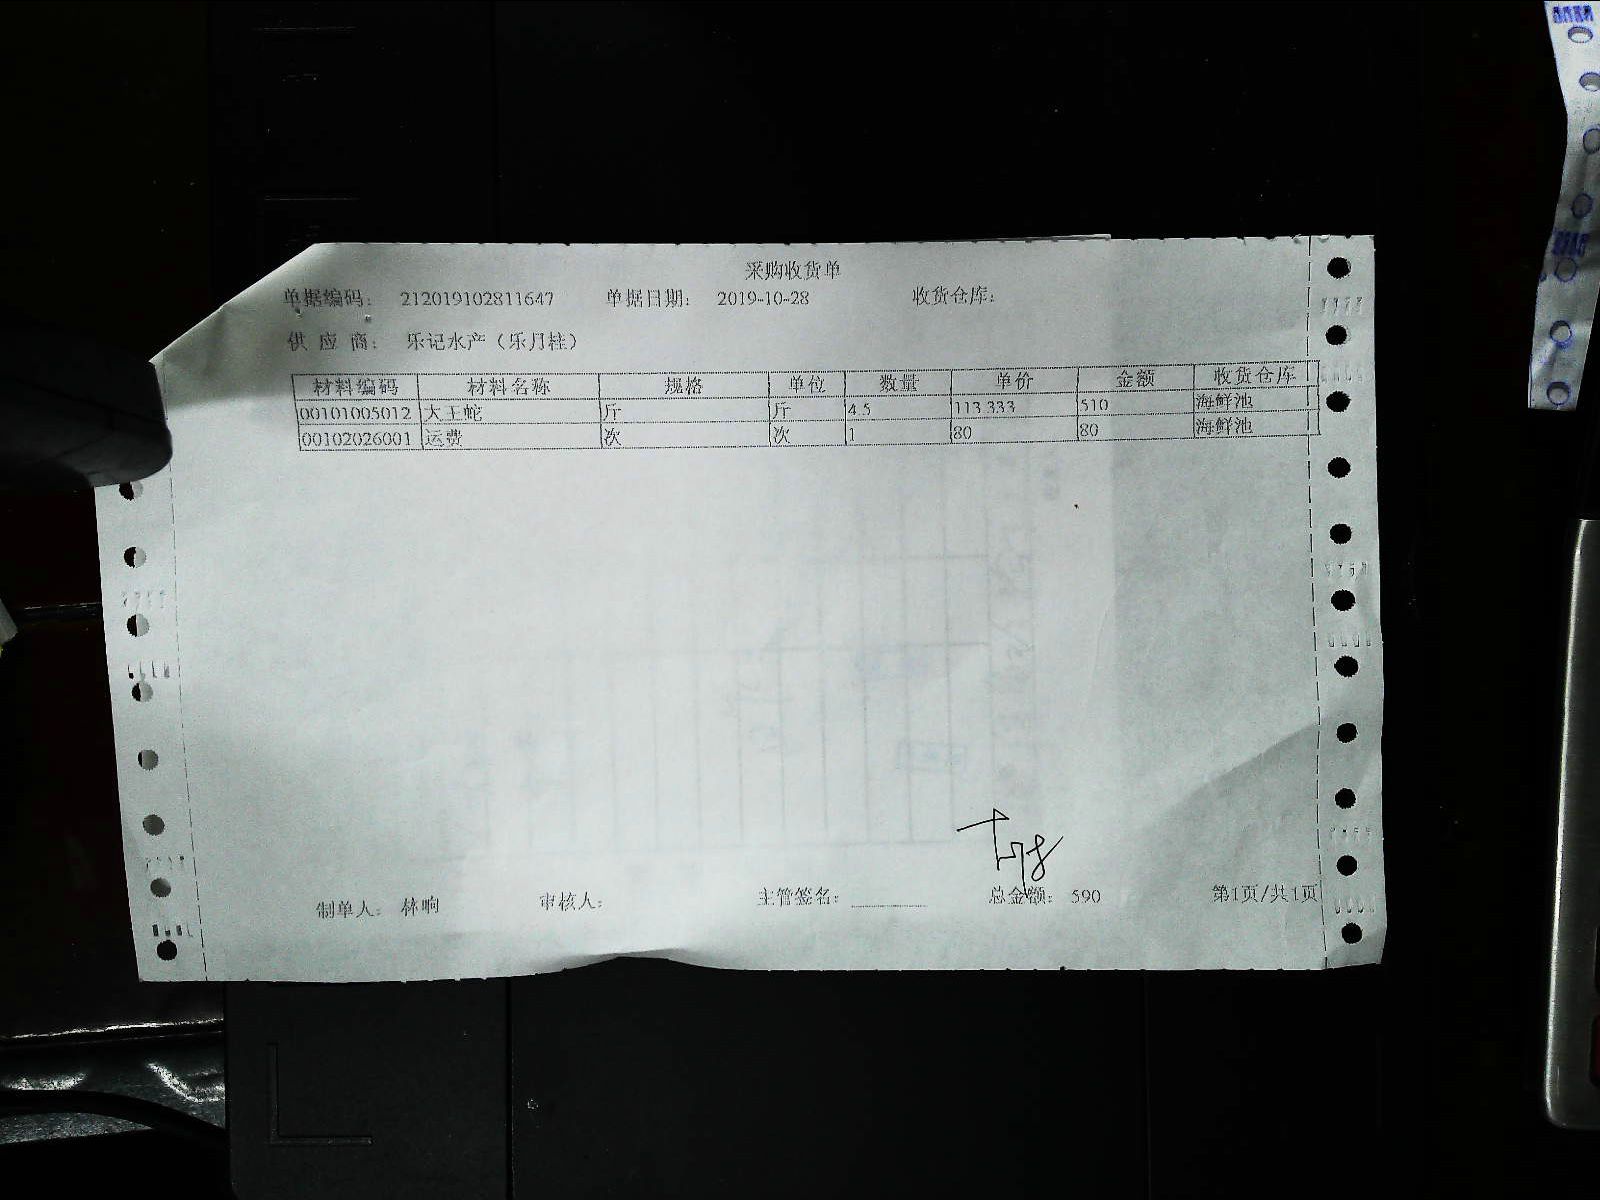 采购收货单
单据编码： 212019102811647 单据日期： 2019-10-28 收货仓库：
供 应 商： 乐记水产（乐月柱）
材料编码 材料名称 规格 单位 数量 单价 金额 收货仓库
00101005012 大王蛇 斤 斤 4.5 113.333 510 海鲜池
00102026001 运费 次 次 1 80 80 海鲜池
制单人： 林响 审核人： 主管签名： 总金额： 590 第1页/共1页